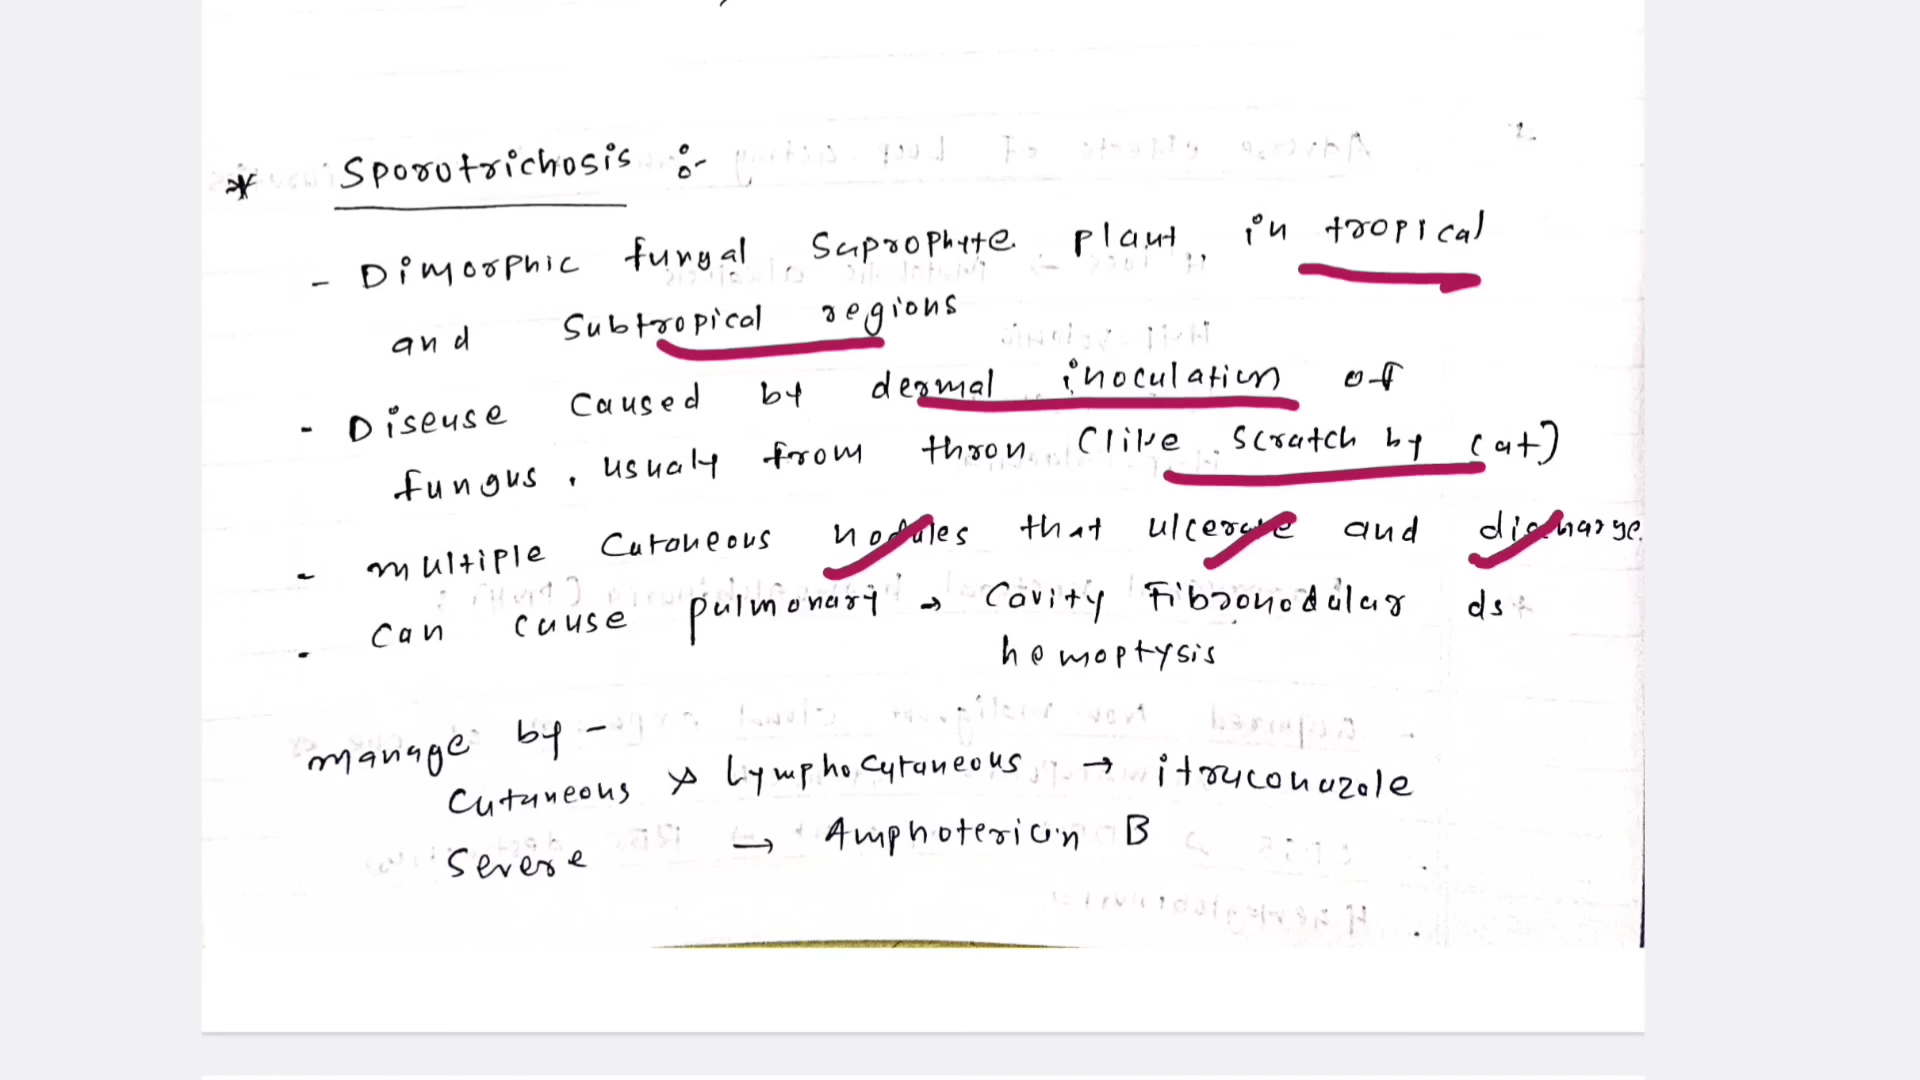 * Sporotrichosis :-
- Dimorphic fungal Saprophyte plant, in tropical
and Subtropical regions
- Disease Caused by dermal inoculation of
fungus, usualy from thron (like scratch by cat)
- multiple Cutaneous nodules that ulcerate and discharge
- Can cause pulmonary → Cavity Fibronodular ds
hemoptysis
manage by -
Cutaneous Lymphocutaneous → itraconazole
Severe → Amphotericin B